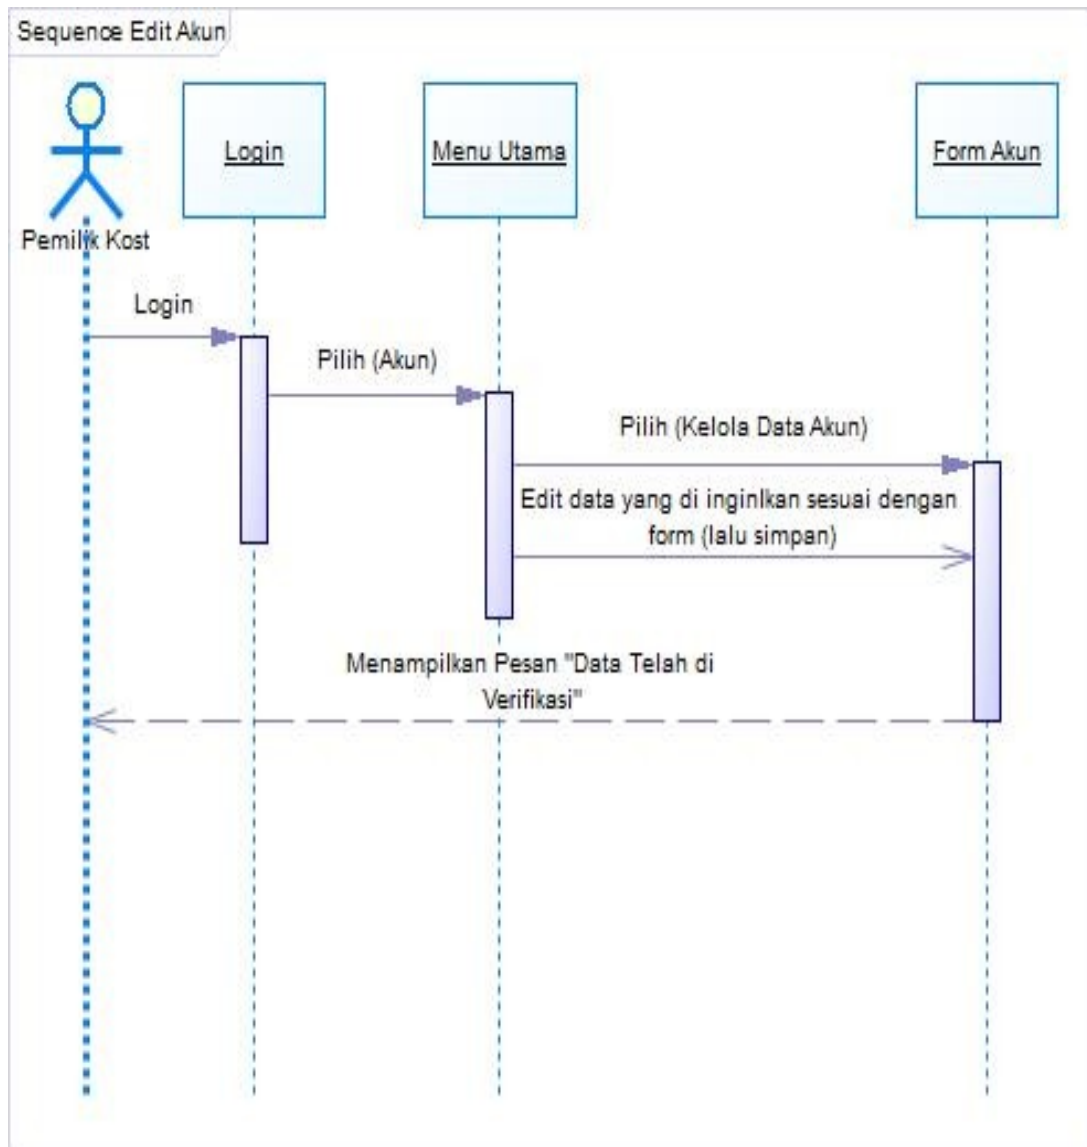 Sequence Edit Akun
Login
Menu Utama
Form Akun
Pemilik Kost
Login
Pilih (Akun)
Pilih (Kelola Data Akun)
Edit data yang di inginlkan sesuai dengan
form (lalu simpan)
Menampilkan Pesan "Data Telah di
Verifikasi"